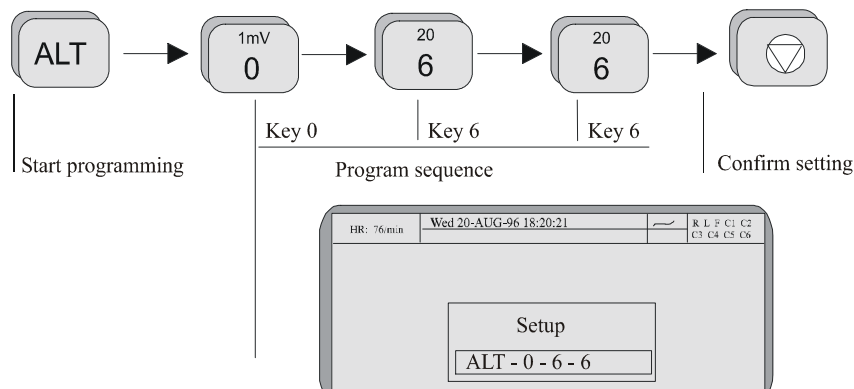 ALT
1mV
0
20
6
20
6
Key 0
Key 6
Key 6
Start programming
Program sequence
Confirm setting
HR: 76/min
Wed 20-AUG-96 18:20:21
R L F C1 C2
C3 C4 C5 C6
Setup
ALT - 0 - 6 - 6